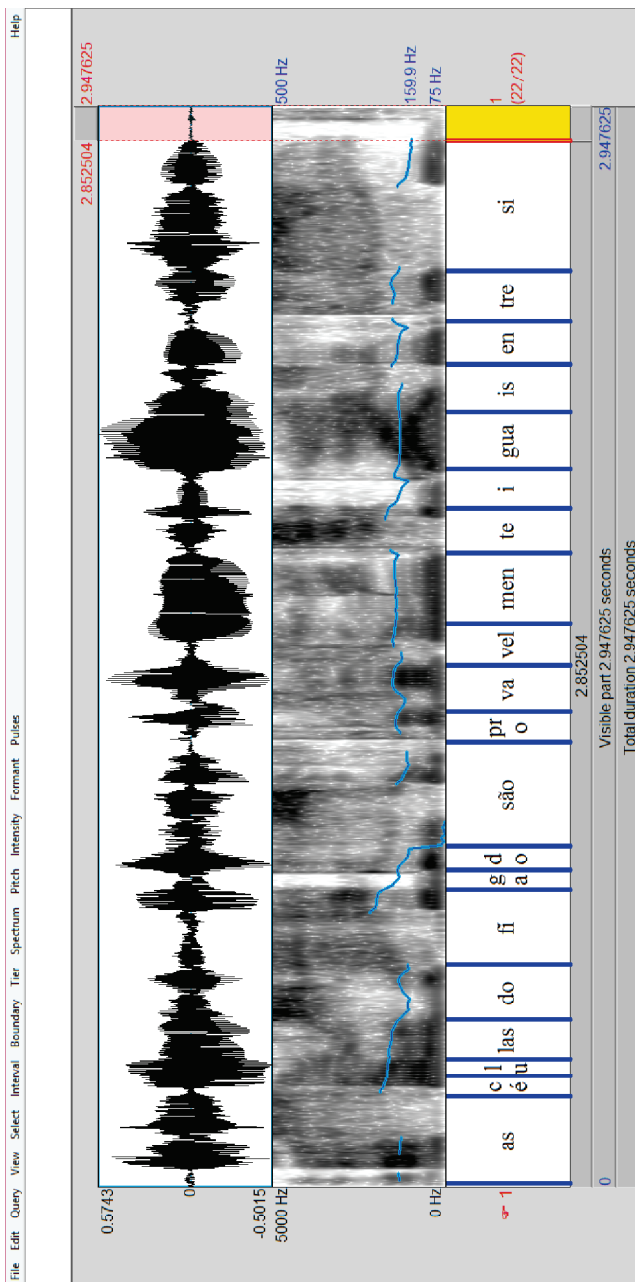 File Edit Query View Select Interval Boundary Tier Spectrum Pitch Intensity Formant Pulses Help
2.852504 2.947625
0.5743
0
-0.5015
5000 Hz 500 Hz
159.9 Hz
0 Hz 75 Hz
☞ 1
as
c
é
l
u
las
do
fi
g
a
d
o
são
pr
o
va
vel
men
te
i
gua
is
en
tre
si
1
(22/22)
2.852504
0 Visible part 2.947625 seconds 2.947625
Total duration 2.947625 seconds